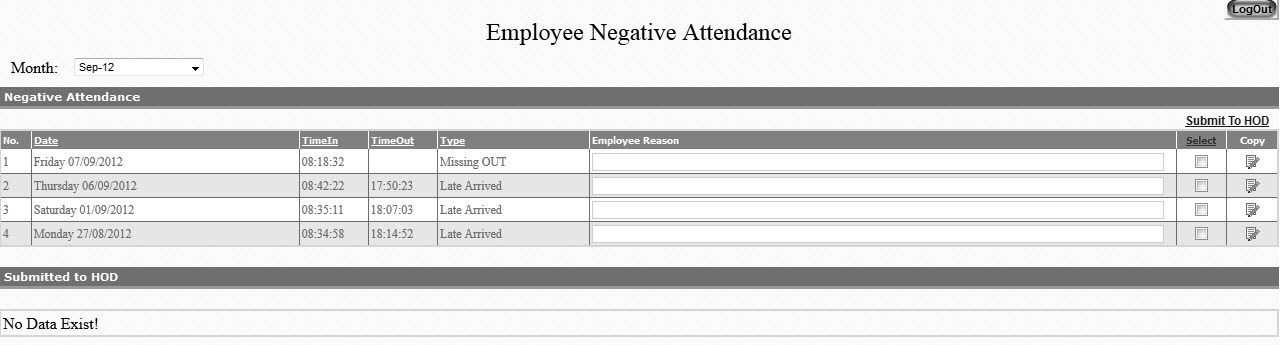 LogOut
Employee Negative Attendance
Month: Sep-12
Negative Attendance
Submit To HOD
No. Date TimeIn TimeOut Type Employee Reason Select Copy
1 Friday 07/09/2012 08:18:32 Missing OUT
2 Thursday 06/09/2012 08:42:22 17:50:23 Late Arrived
3 Saturday 01/09/2012 08:35:11 18:07:03 Late Arrived
4 Monday 27/08/2012 08:34:58 18:14:52 Late Arrived
Submitted to HOD
No Data Exist!